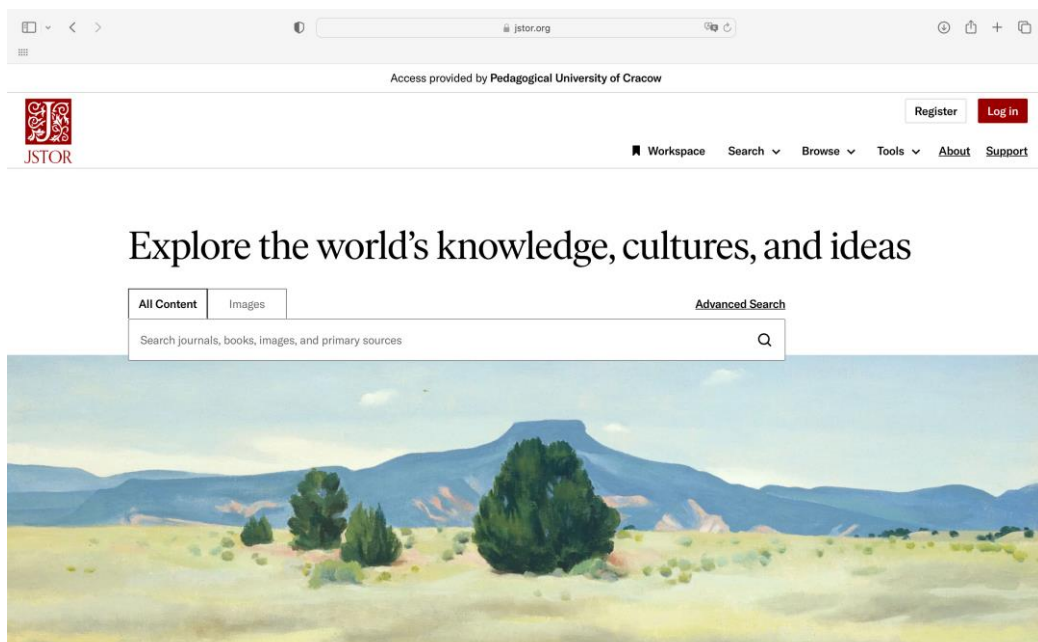 jstor.org
Access provided by Pedagogical University of Cracow
Register Log in
JSTOR
Workspace Search Browse Tools About Support
Explore the world's knowledge, cultures, and ideas
All Content Images Advanced Search
Search journals, books, images, and primary sources